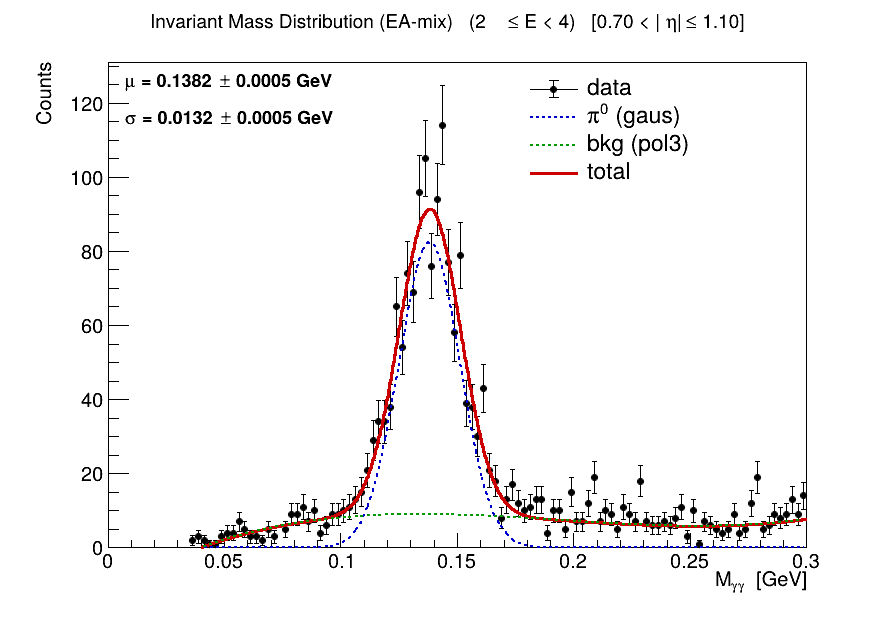 Invariant Mass Distribution (EA-mix) (2 ≤ E < 4) [0.70 < | η| ≤ 1.10]
Counts
μ = 0.1382 ± 0.0005 GeV
σ = 0.0132 ± 0.0005 GeV
data
π⁰ (gaus)
bkg (pol3)
total
120
100
80
60
40
20
0
0 0.05 0.1 0.15 0.2 0.25 0.3
Mγγ [GeV]